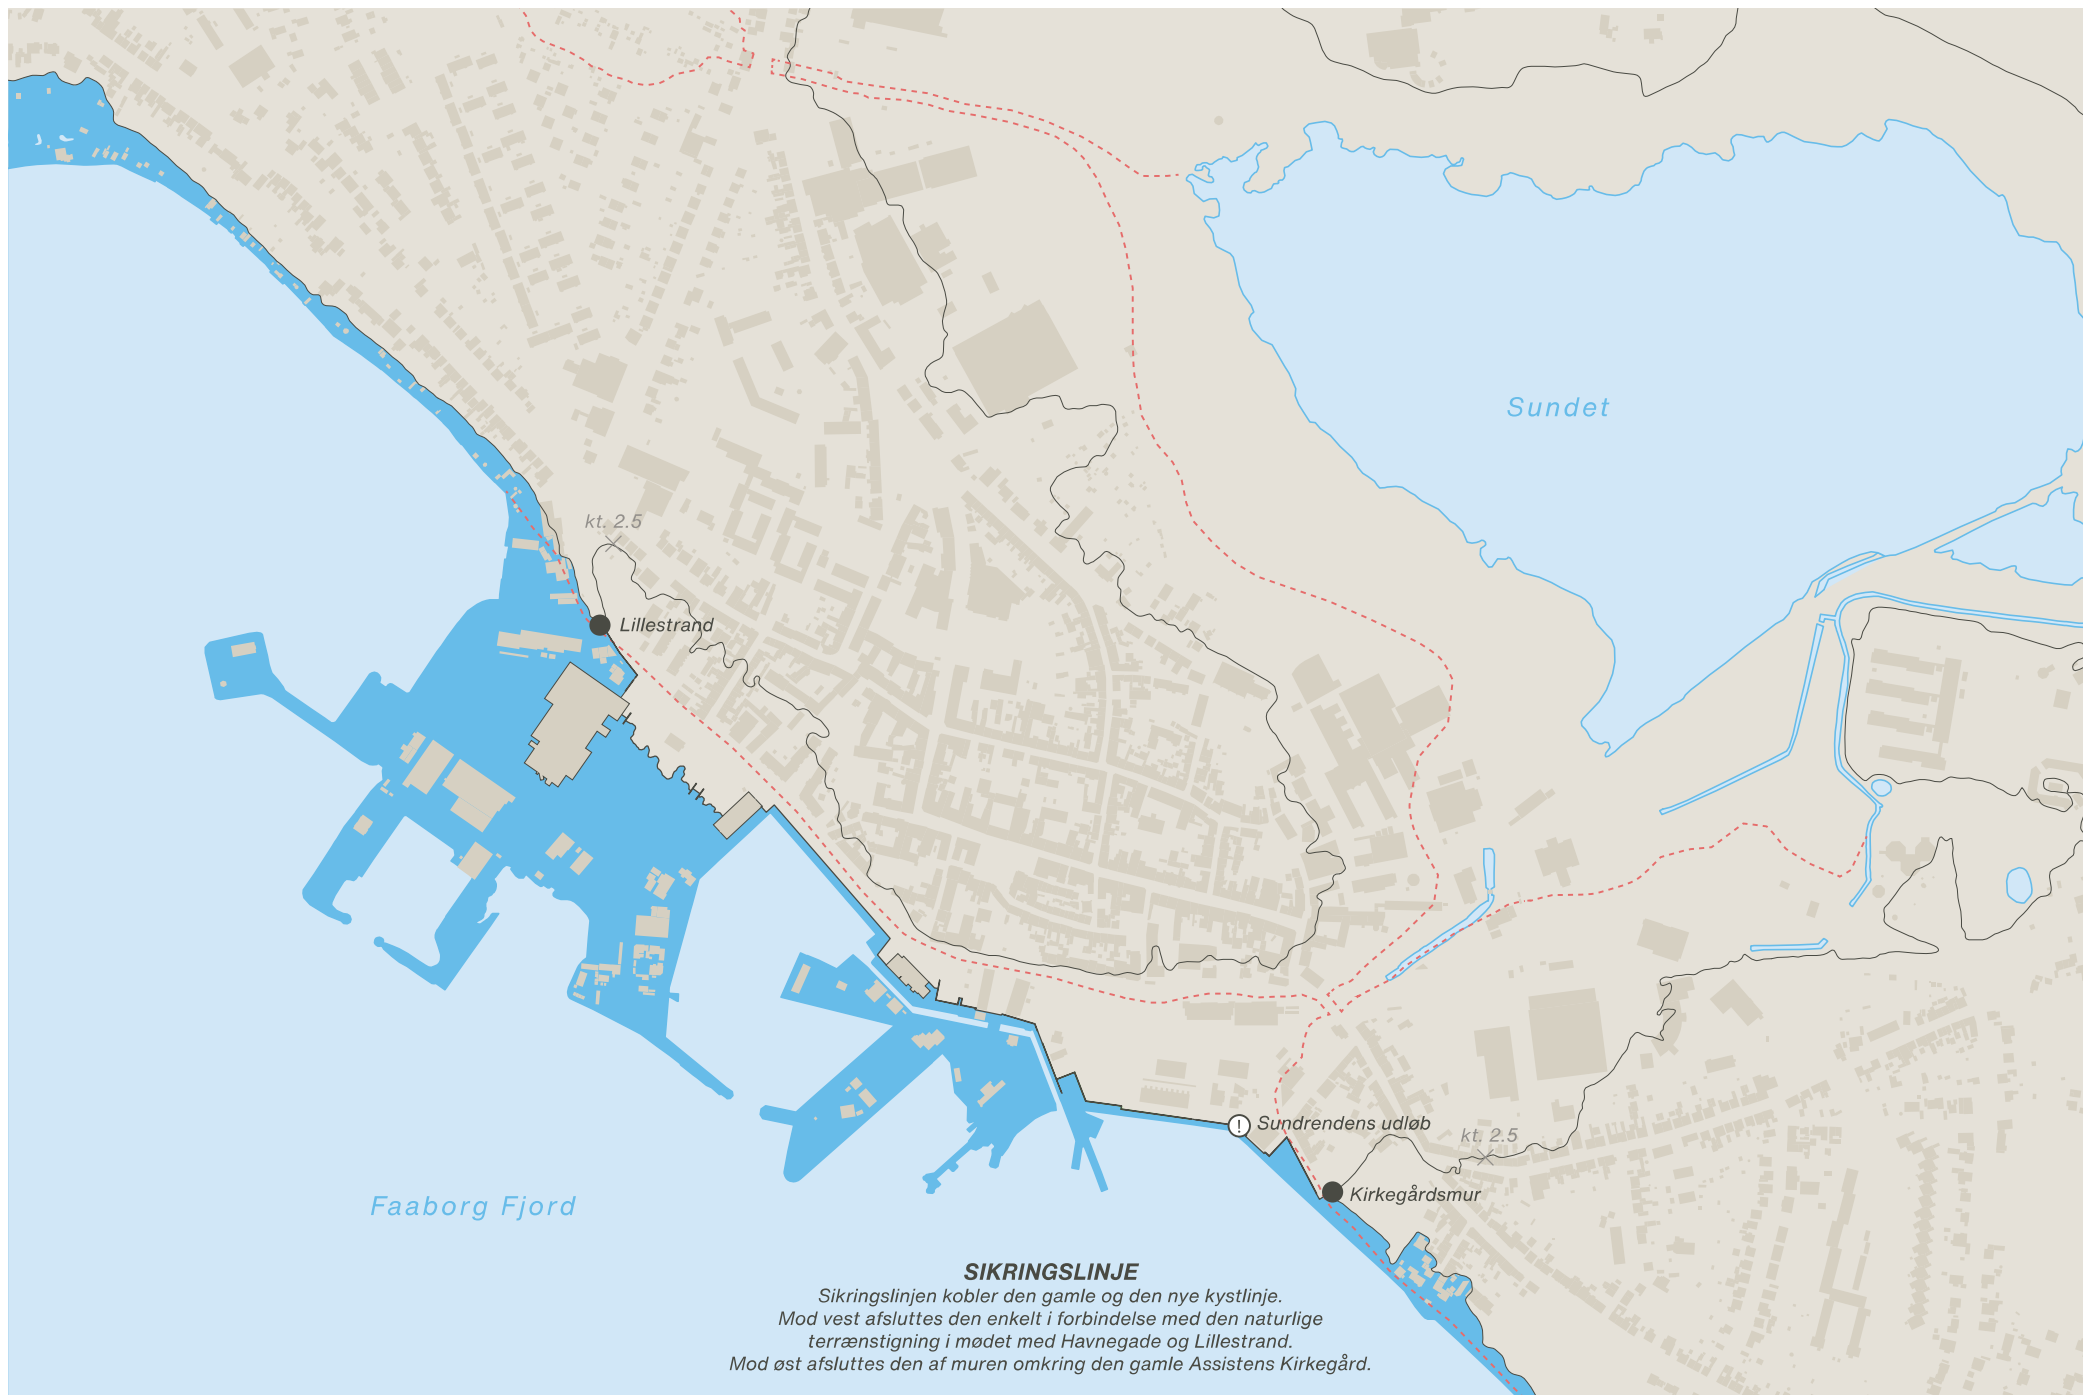 Sundet
kt. 2.5
Lillestrand
!
Sundrendens udløb
kt. 2.5
Kirkegårdsmur
Faaborg Fjord
SIKRINGSLINJE
Sikringslinjen kobler den gamle og den nye kystlinje.
Mod vest afsluttes den enkelt i forbindelse med den naturlige
terrænstigning i mødet med Havnegade og Lillestrand.
Mod øst afsluttes den af muren omkring den gamle Assistens Kirkegård.